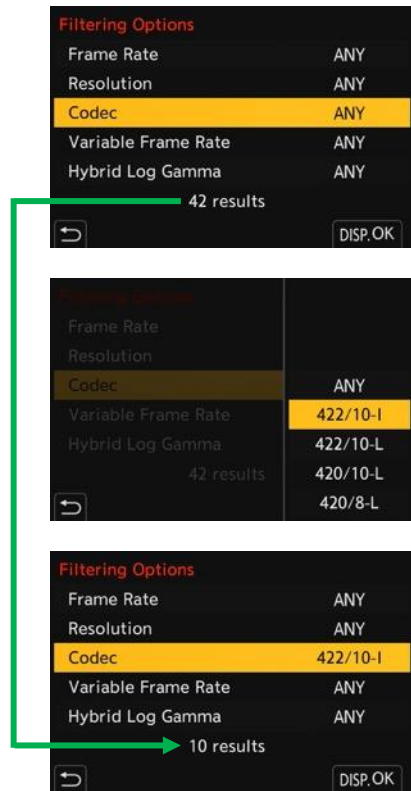 Filtering Options
Frame Rate ANY
Resolution ANY
Codec ANY
Variable Frame Rate ANY
Hybrid Log Gamma ANY
42 results
DISP.OK
Filtering Options
Frame Rate
Resolution
Codec ANY
Variable Frame Rate 422/10-I
Hybrid Log Gamma 422/10-L
42 results 420/10-L
420/8-L
Filtering Options
Frame Rate ANY
Resolution ANY
Codec 422/10-I
Variable Frame Rate ANY
Hybrid Log Gamma ANY
10 results
DISP.OK